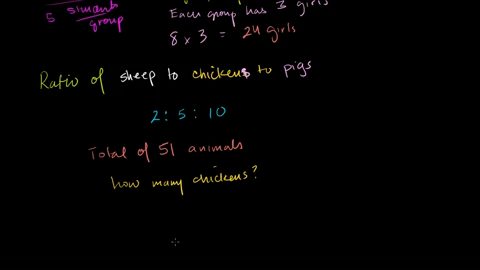 5 students
group
Each group has 3 girls
8 x 3 = 24 girls
Ratio of sheep to chickens to pigs
2 : 5 : 10
Total of 51 animals
how many chickens?